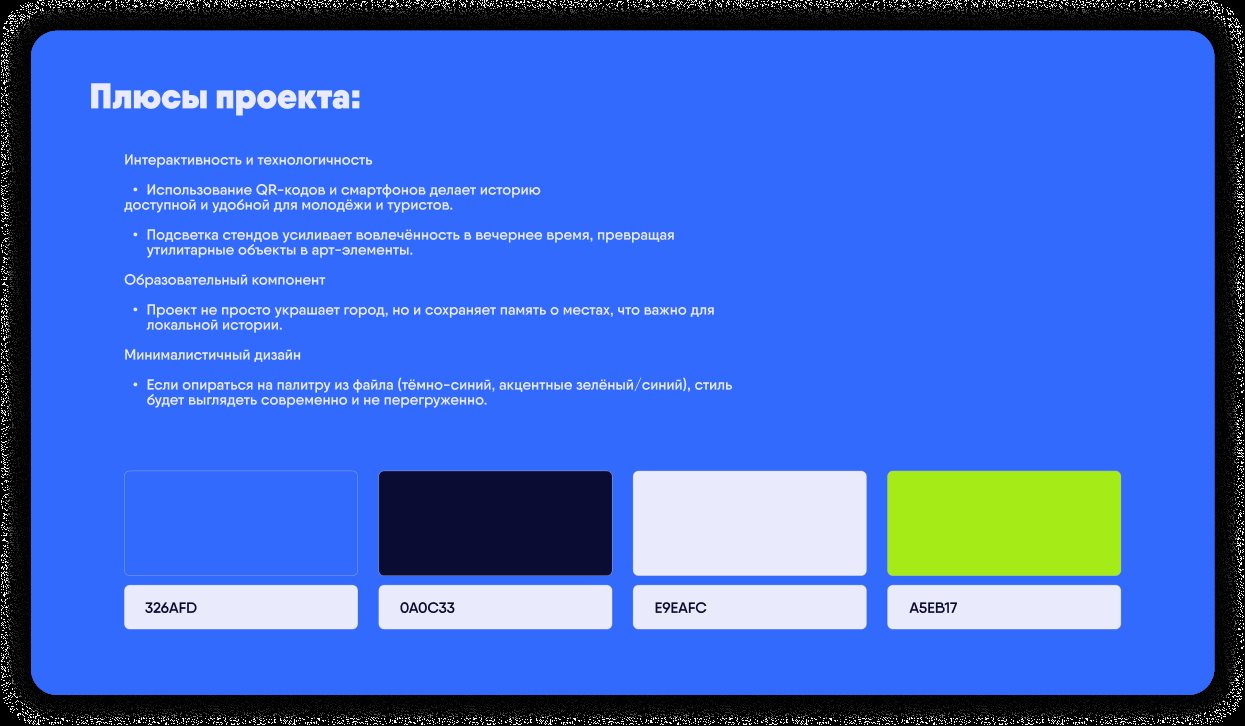 Плюсы проекта:
Интерактивность и технологичность
• Использование QR-кодов и смартфонов делает историю
доступной и удобной для молодёжи и туристов.
• Подсветка стендов усиливает вовлечённость в вечернее время, превращая
утилитарные объекты в арт-элементы.
Образовательный компонент
• Проект не просто украшает город, но и сохраняет память о местах, что важно для
локальной истории.
Минималистичный дизайн
• Если опираться на палитру из файла (тёмно-синий, акцентные зелёный/синий), стиль
будет выглядеть современно и не перегруженно.
326AFD
0A0C33
E9EAFC
A5EB17